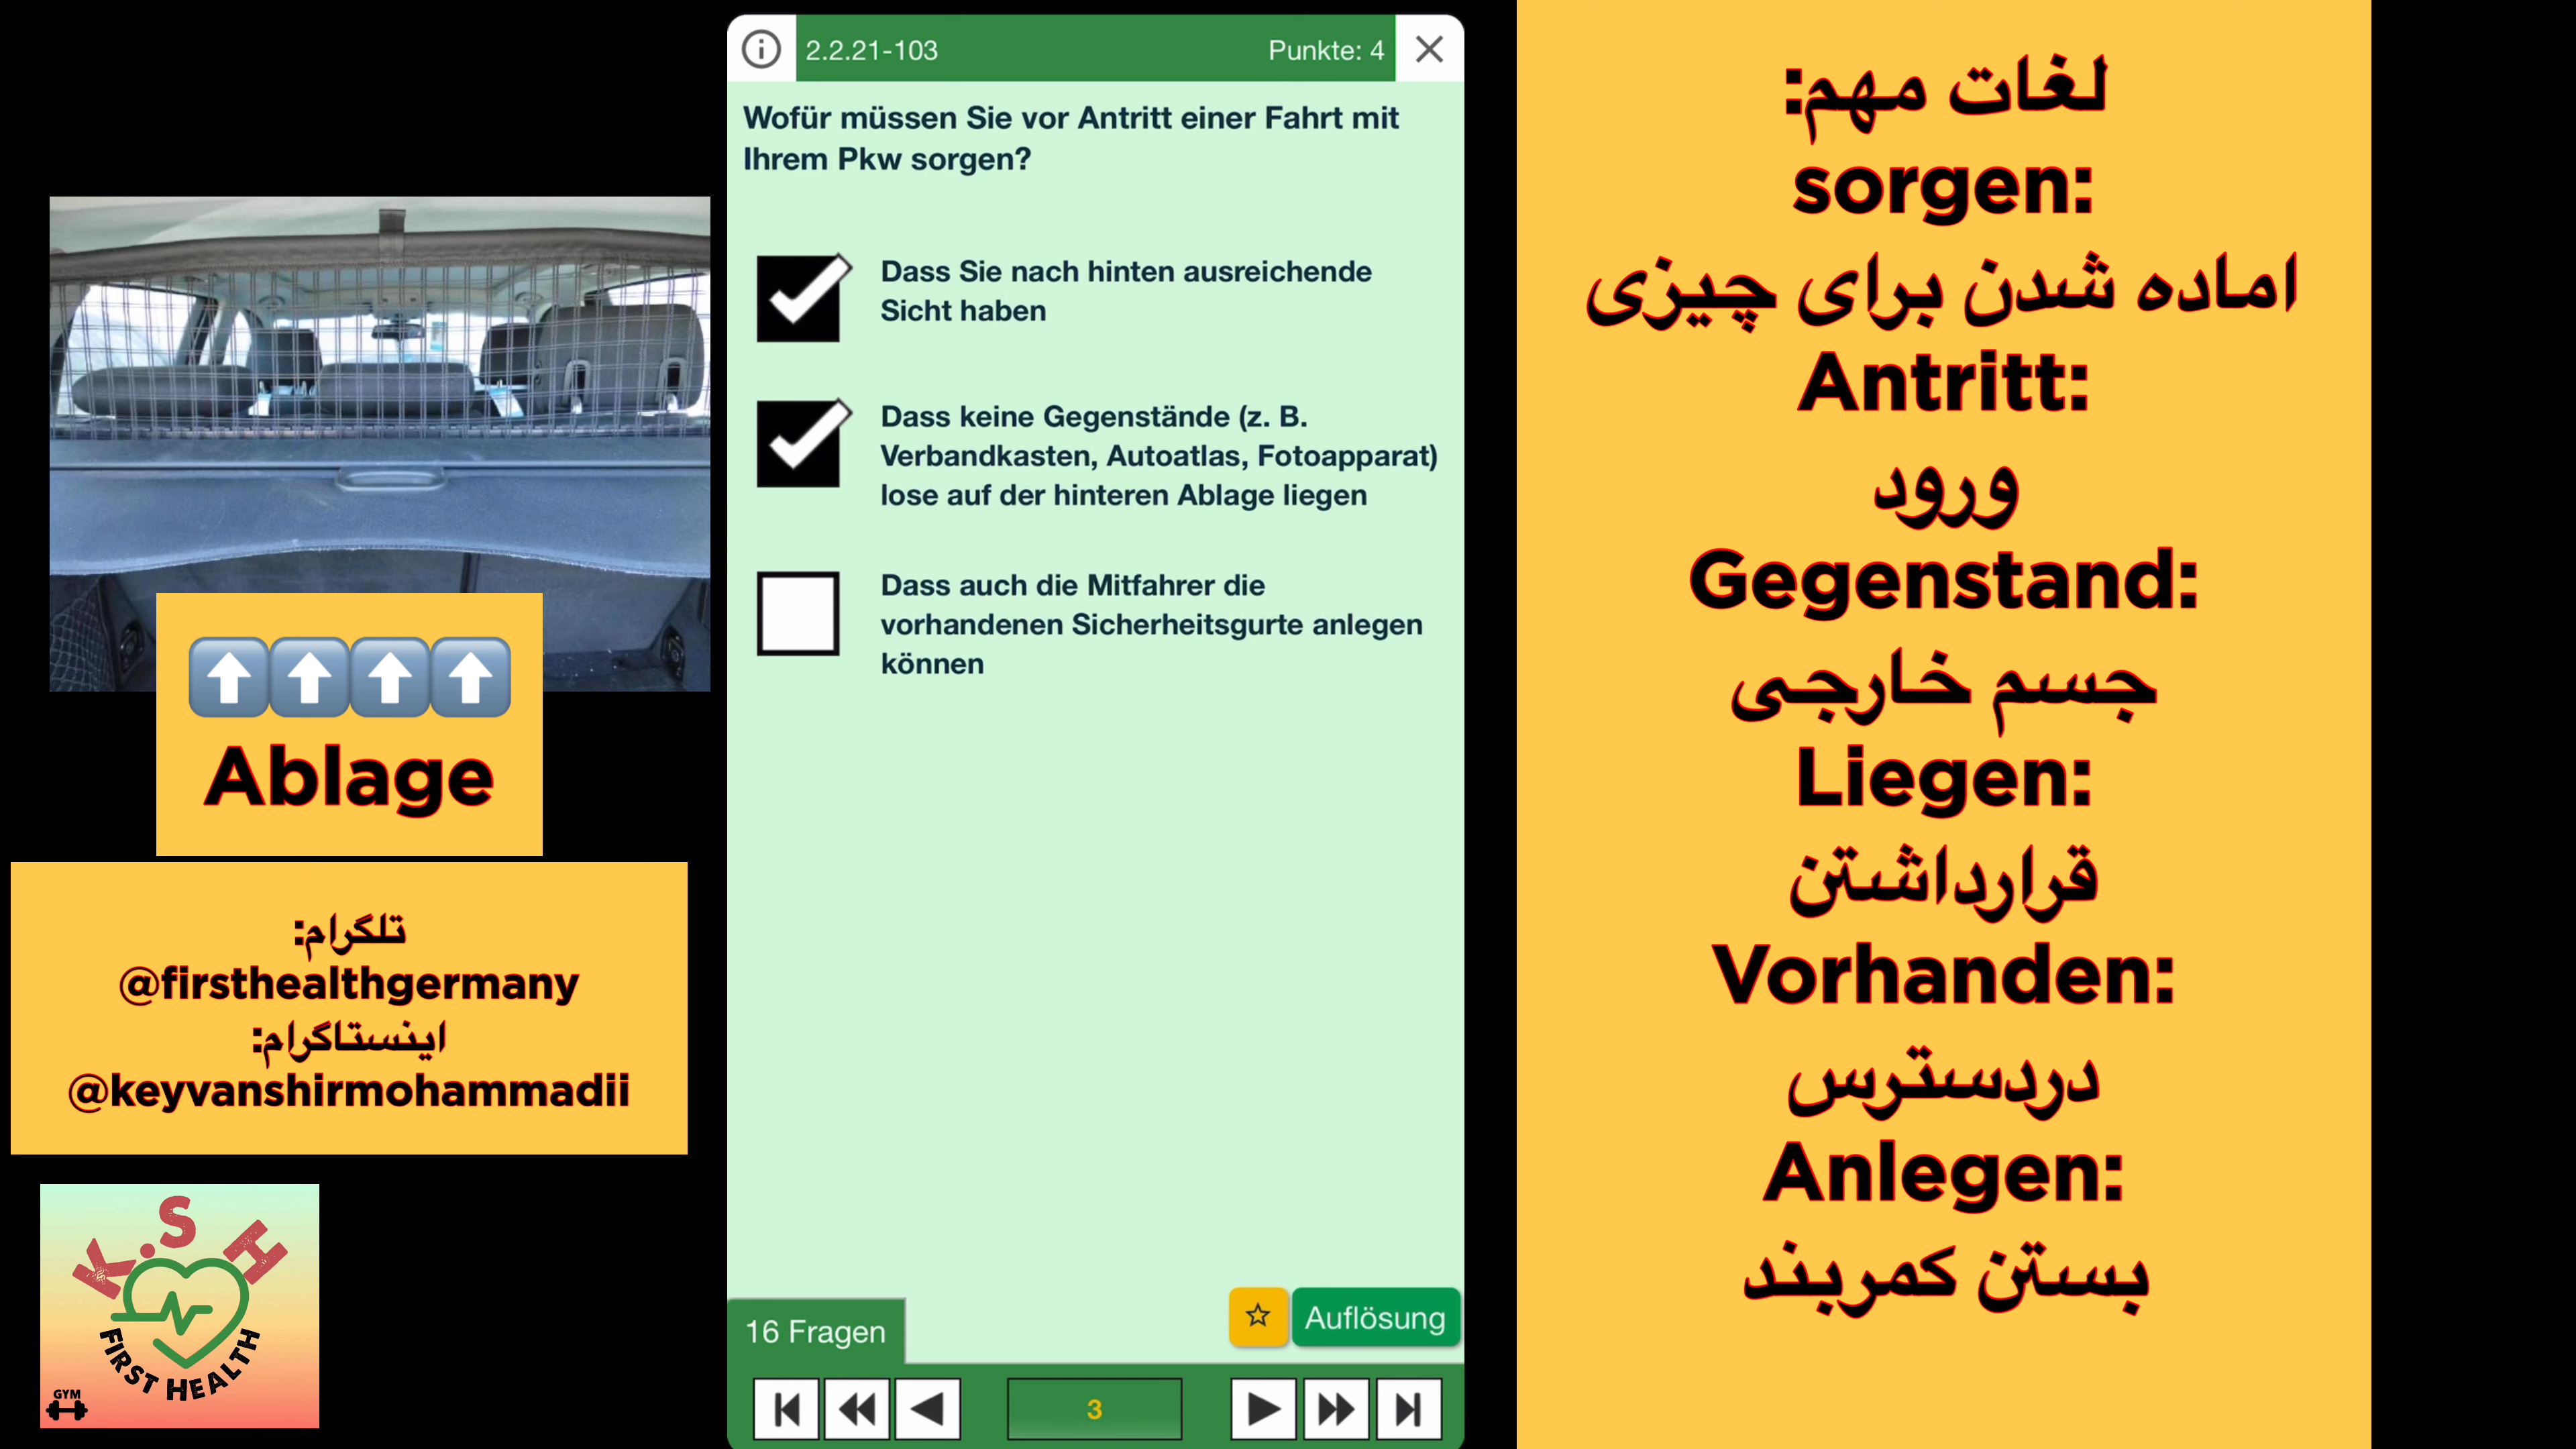 2.2.21-103
Punkte: 4
Wofür müssen Sie vor Antritt einer Fahrt mit
Ihrem Pkw sorgen?
Dass Sie nach hinten ausreichende
Sicht haben
Dass keine Gegenstände (z. B.
Verbandkasten, Autoatlas, Fotoapparat)
lose auf der hinteren Ablage liegen
Dass auch die Mitfahrer die
vorhandenen Sicherheitsgurte anlegen
können
16 Fragen
Auflösung
3
Ablage
تلگرام:
@firsthealthgermany
اینستاگرام:
@keyvanshirmohammadii
K.SH
FIRST HEALTH
GYM
لغات مهم:
sorgen:
اماده شدن برای چیزی
Antritt:
ورود
Gegenstand:
جسم خارجی
Liegen:
قرارداشتن
Vorhanden:
دردسترس
Anlegen:
بستن کمربند